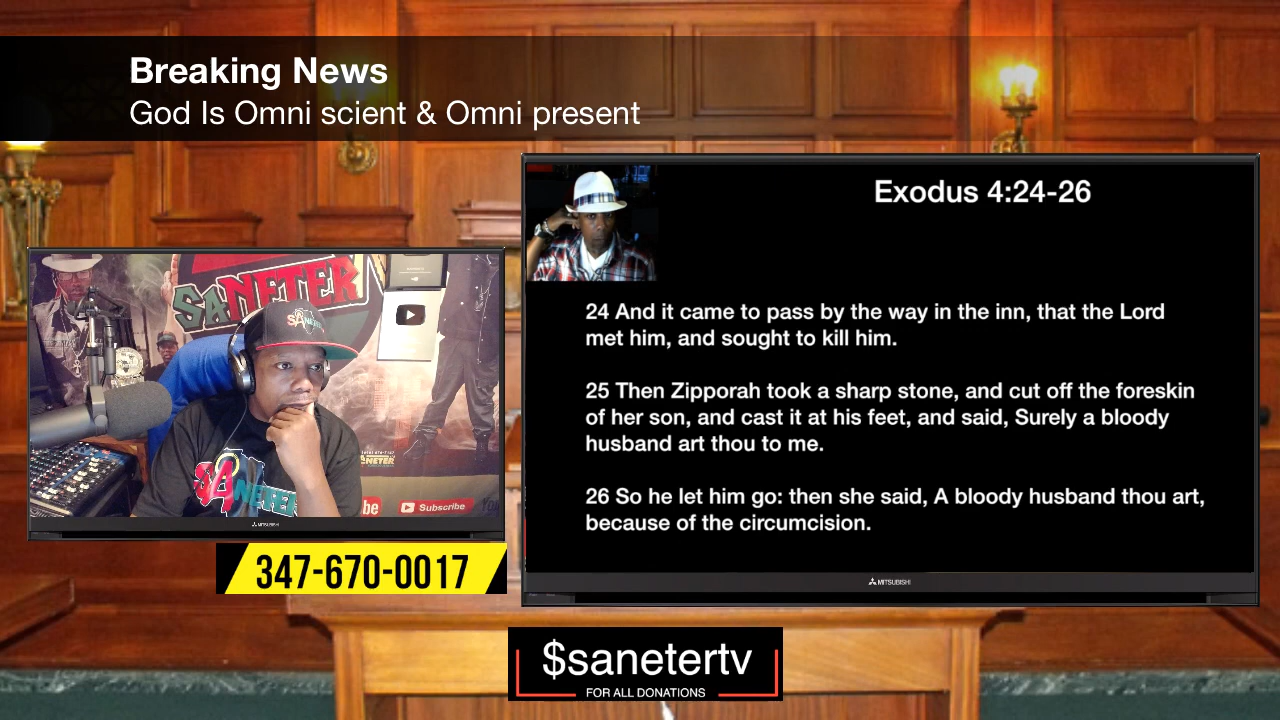 Breaking News
God Is Omni scient & Omni present
Exodus 4:24-26
24 And it came to pass by the way in the inn, that the Lord
met him, and sought to kill him.
25 Then Zipporah took a sharp stone, and cut off the foreskin
of her son, and cast it at his feet, and said, Surely a bloody
husband art thou to me.
26 So he let him go: then she said, A bloody husband thou art,
because of the circumcision.
MITSUBISHI
SANETER
SANETER
be
Subscribe
MITSUBISHI
347-670-0017
$sanetertv
FOR ALL DONATIONS